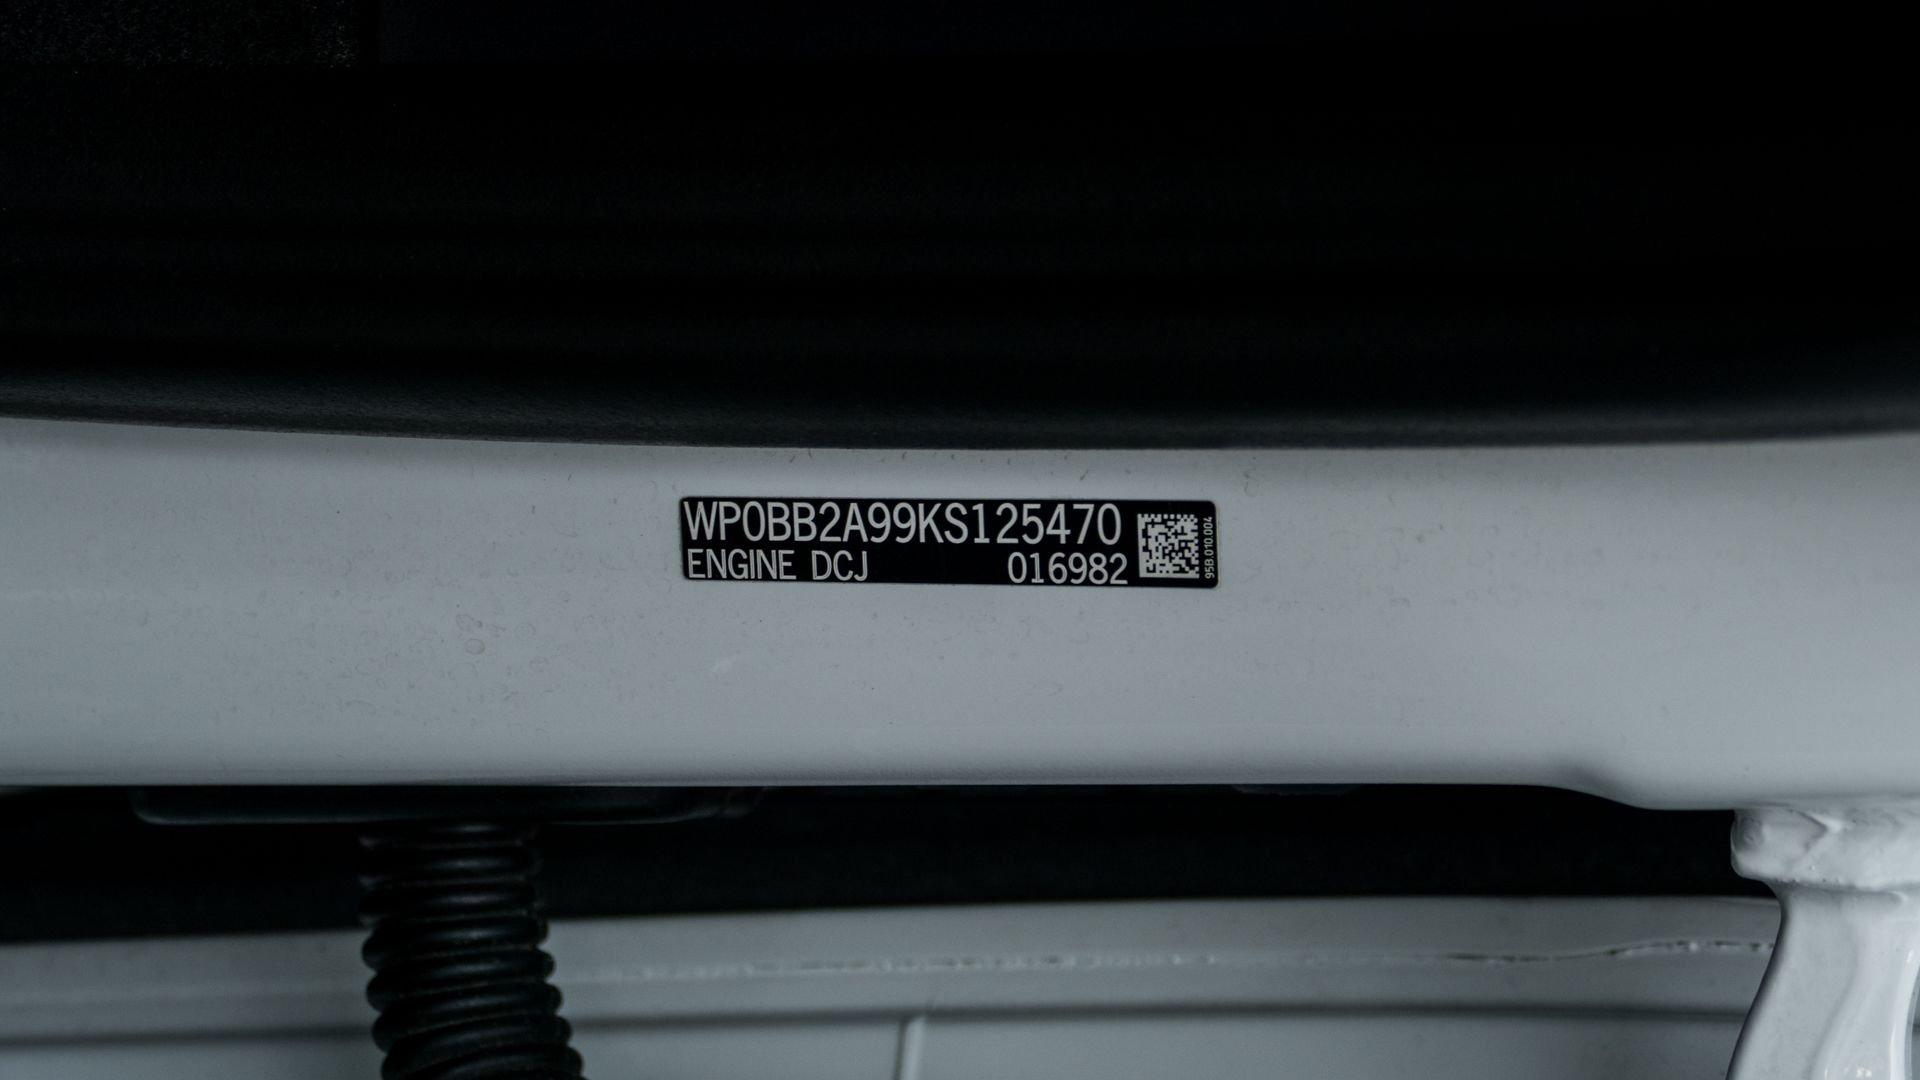 WP0BB2A99KS125470
ENGINE DCJ 016982
95B.010.004